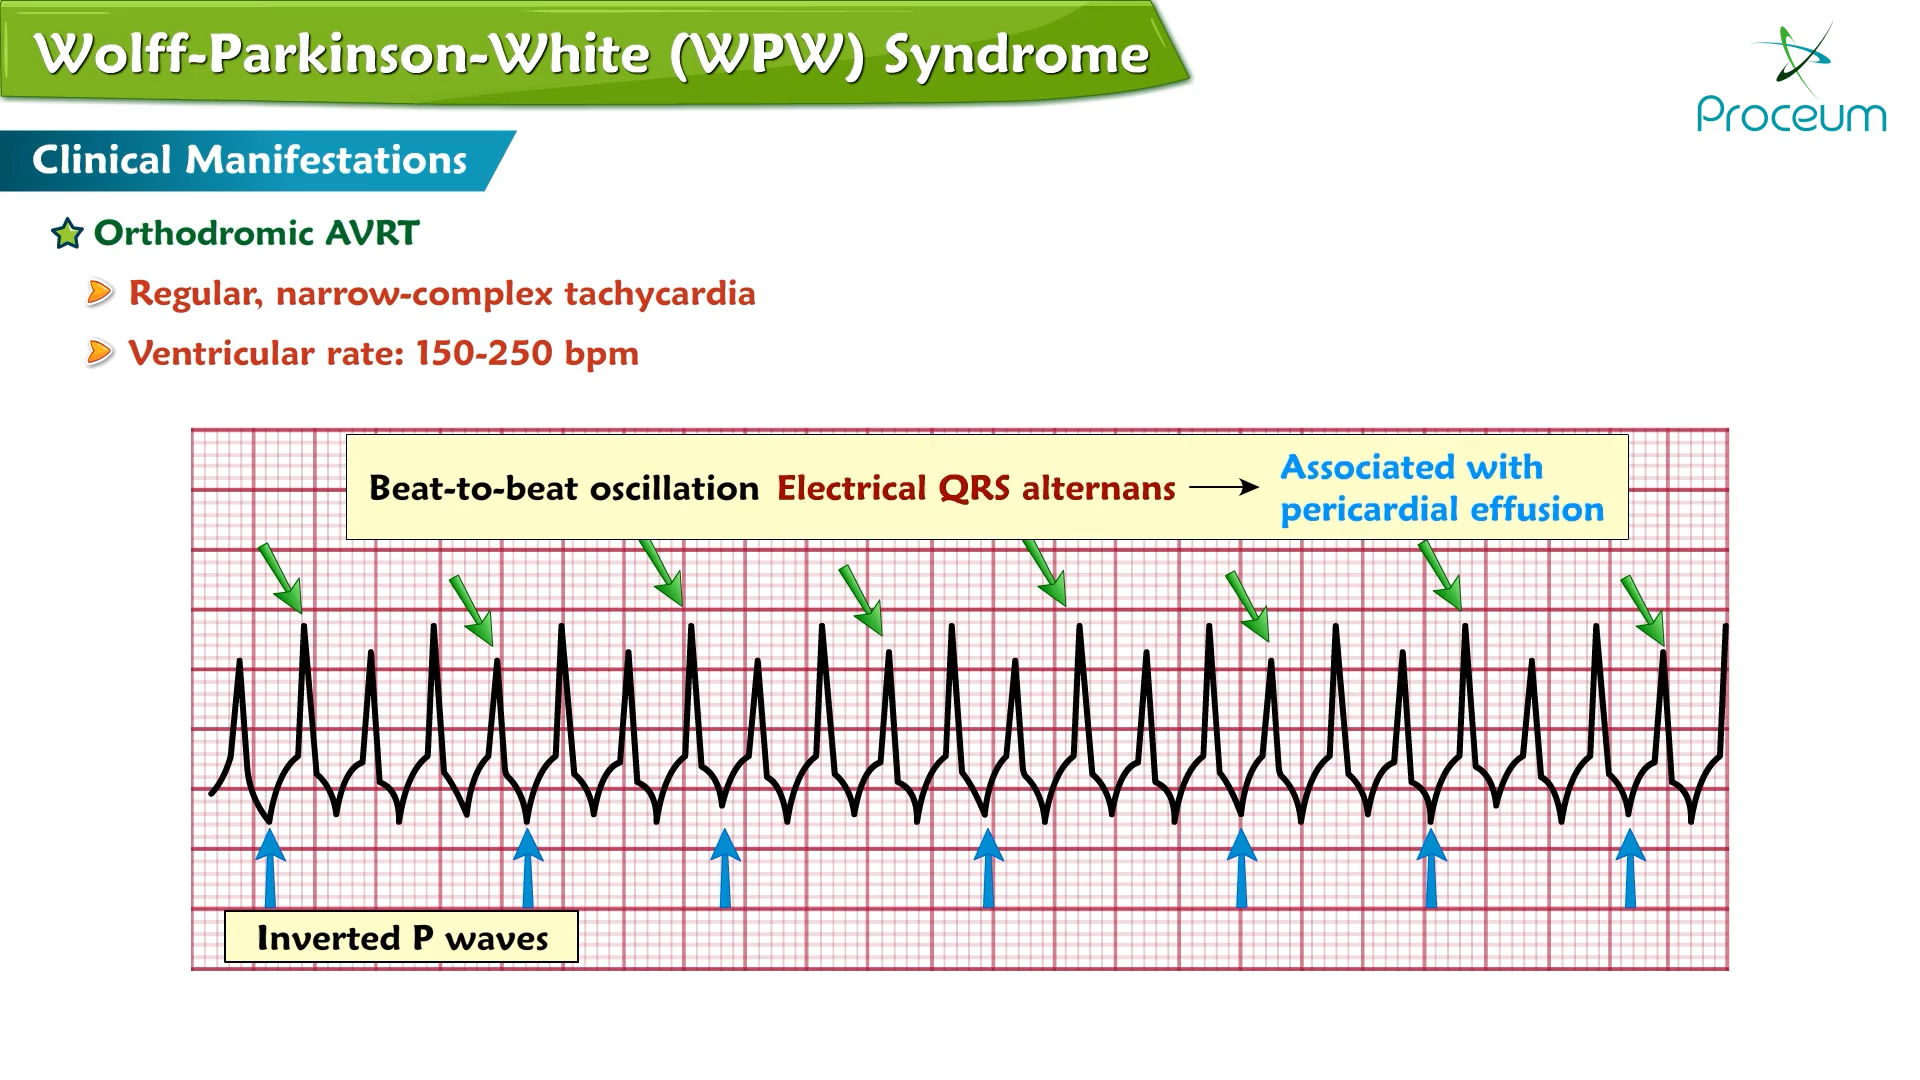 Wolff-Parkinson-White (WPW) Syndrome
Proceum
Clinical Manifestations
Orthodromic AVRT
Regular, narrow-complex tachycardia
Ventricular rate: 150-250 bpm
Beat-to-beat oscillation Electrical QRS alternans
Associated with
pericardial effusion
Inverted P waves